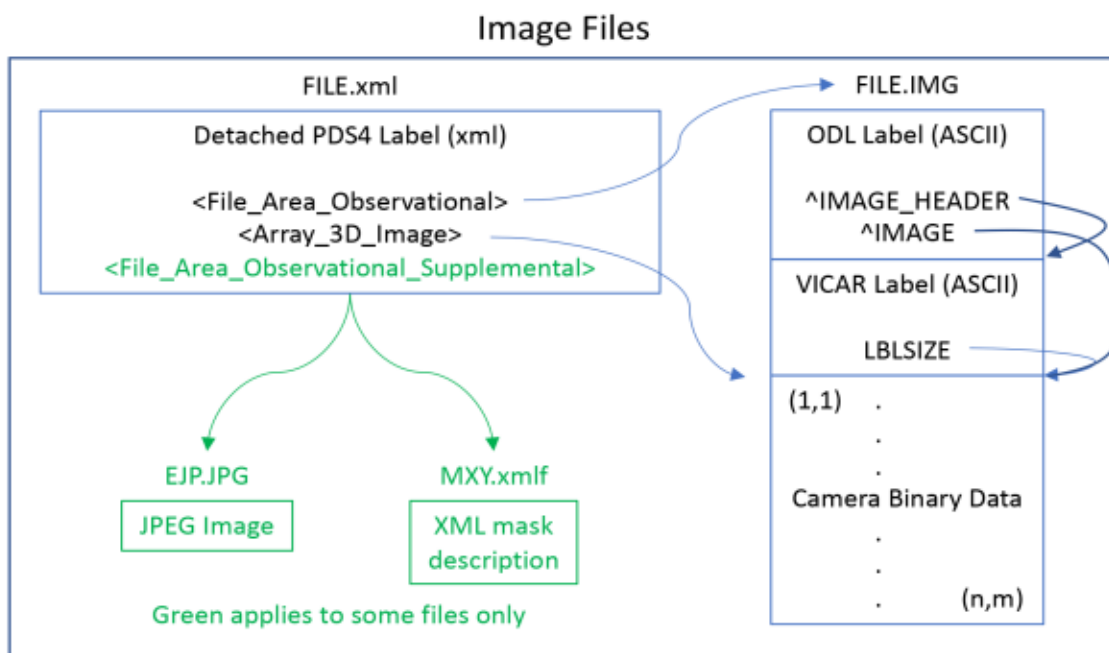 Image Files
FILE.xml
Detached PDS4 Label (xml)
<File_Area_Observational>
<Array_3D_Image>
<File_Area_Observational_Supplemental>
EJP.JPG
JPEG Image
MXY.xmlf
XML mask
description
Green applies to some files only
FILE.IMG
ODL Label (ASCII)
^IMAGE_HEADER
^IMAGE
VICAR Label (ASCII)
LBLSIZE
(1,1) .
.
.
Camera Binary Data
.
.
. (n,m)